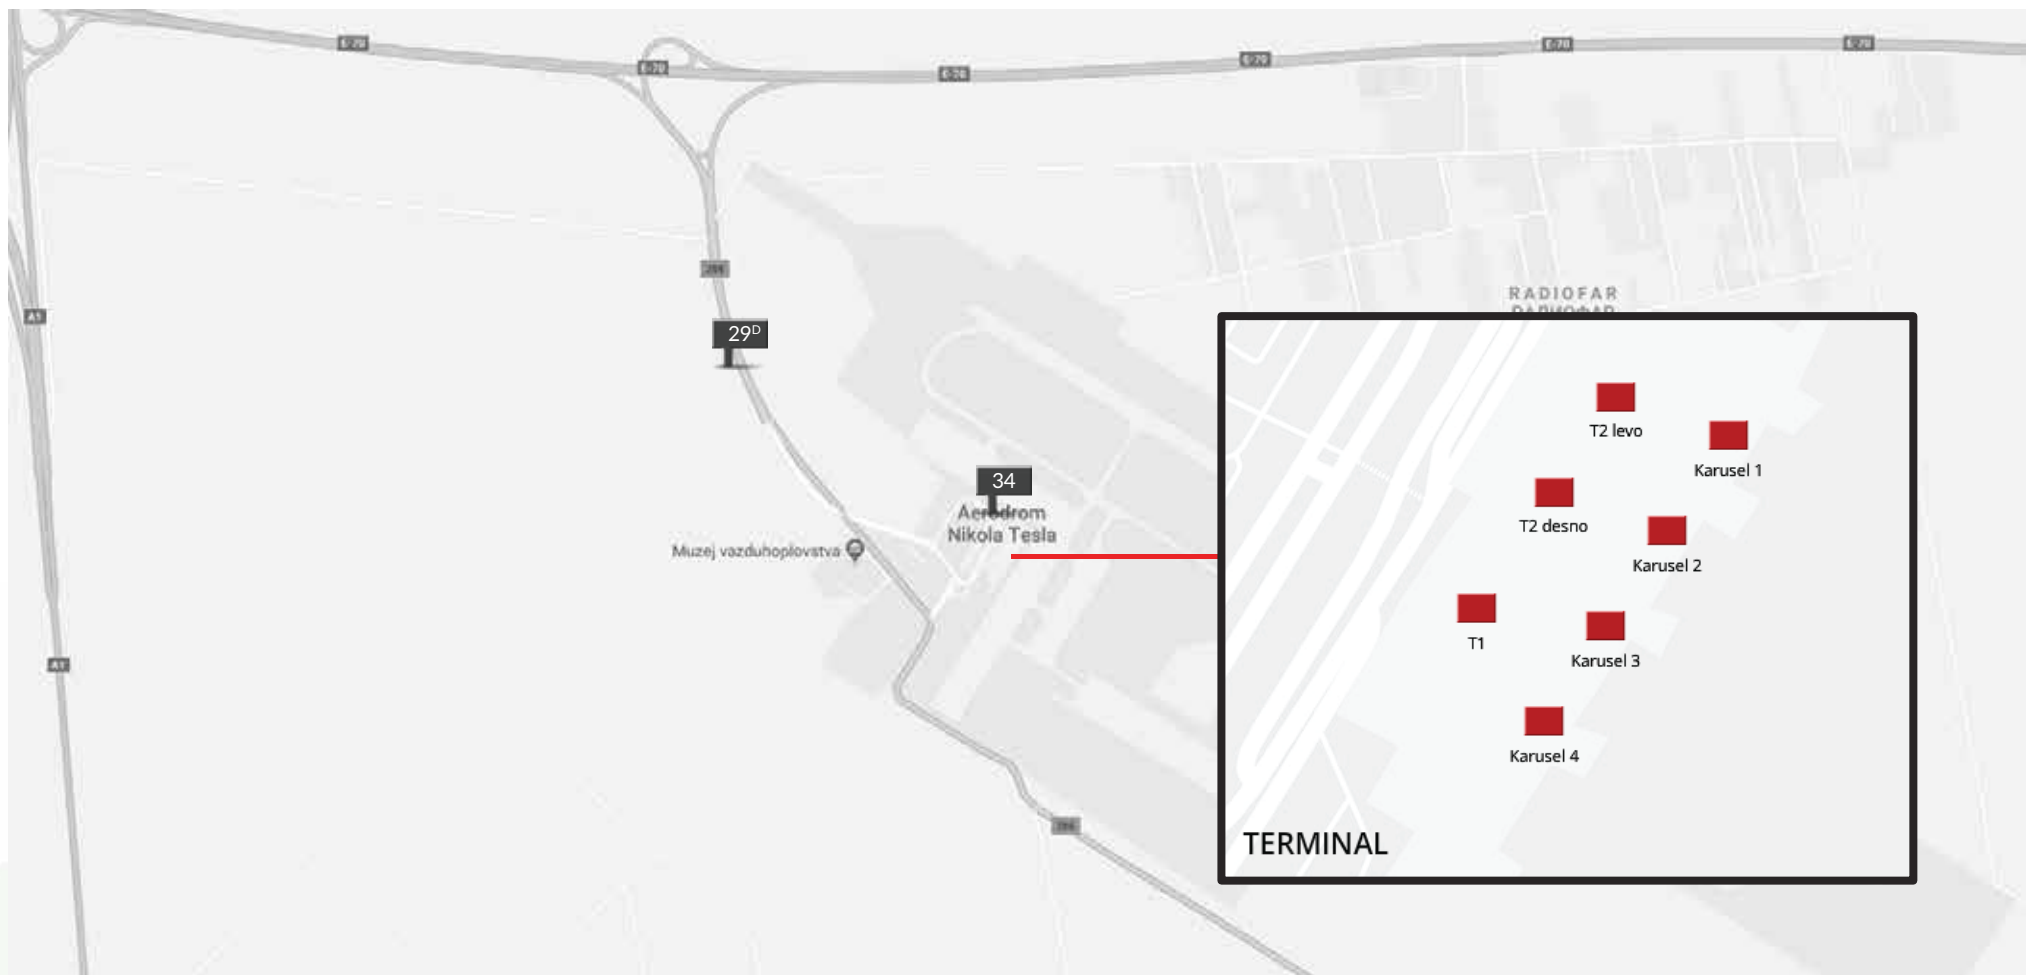 E-70
E-70
E-70
E-70
E-70
E-70
A1
29D
34
Aerodrom
Nikola Tesla
Muzej vazduhoplovstva
A1
RADIOFAR
T2 levo
Karusel 1
T2 desno
Karusel 2
T1
Karusel 3
Karusel 4
TERMINAL